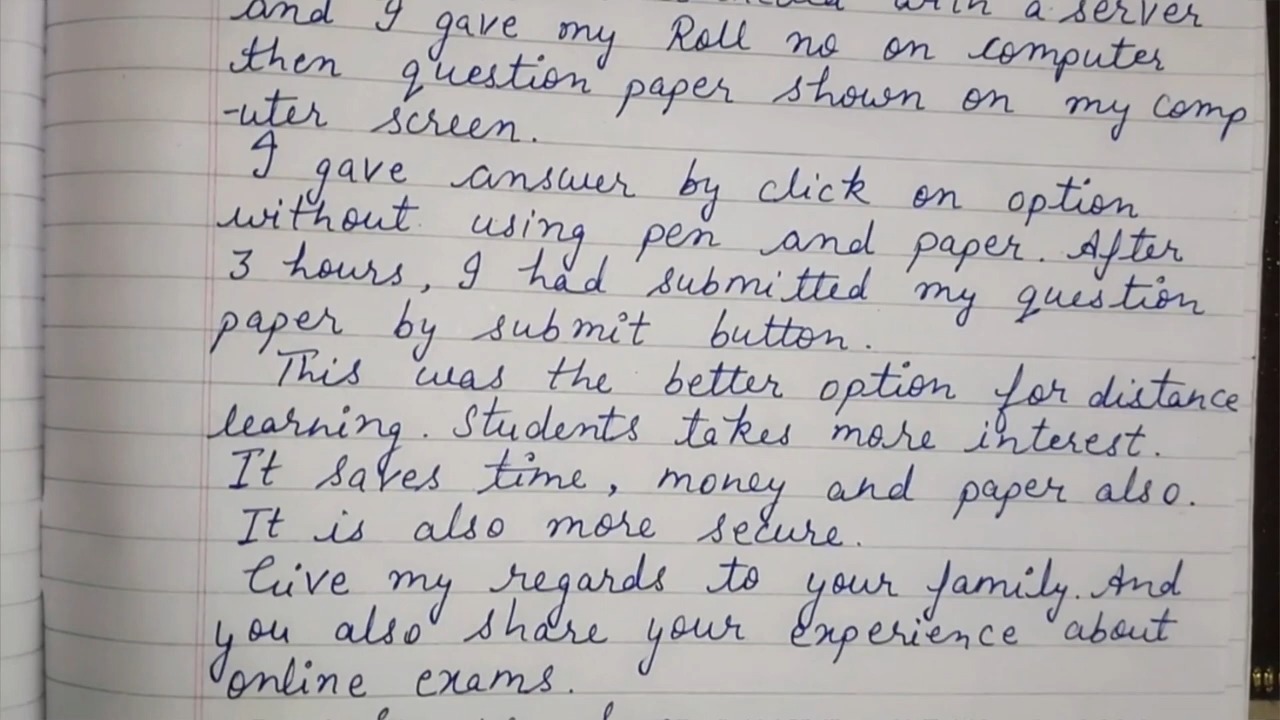 with a server
and I gave my Roll no on computer
then question paper shown on my comp
-uter screen.
I gave answer by click on option
without using pen and paper. After
3 hours, I had submitted my question
paper by submit button.
This was the better option for distance
learning. Students takes more interest.
It saves time, money and paper also.
It is also more secure.
Give my regards to your family. And
you also share your experience about
online exams.